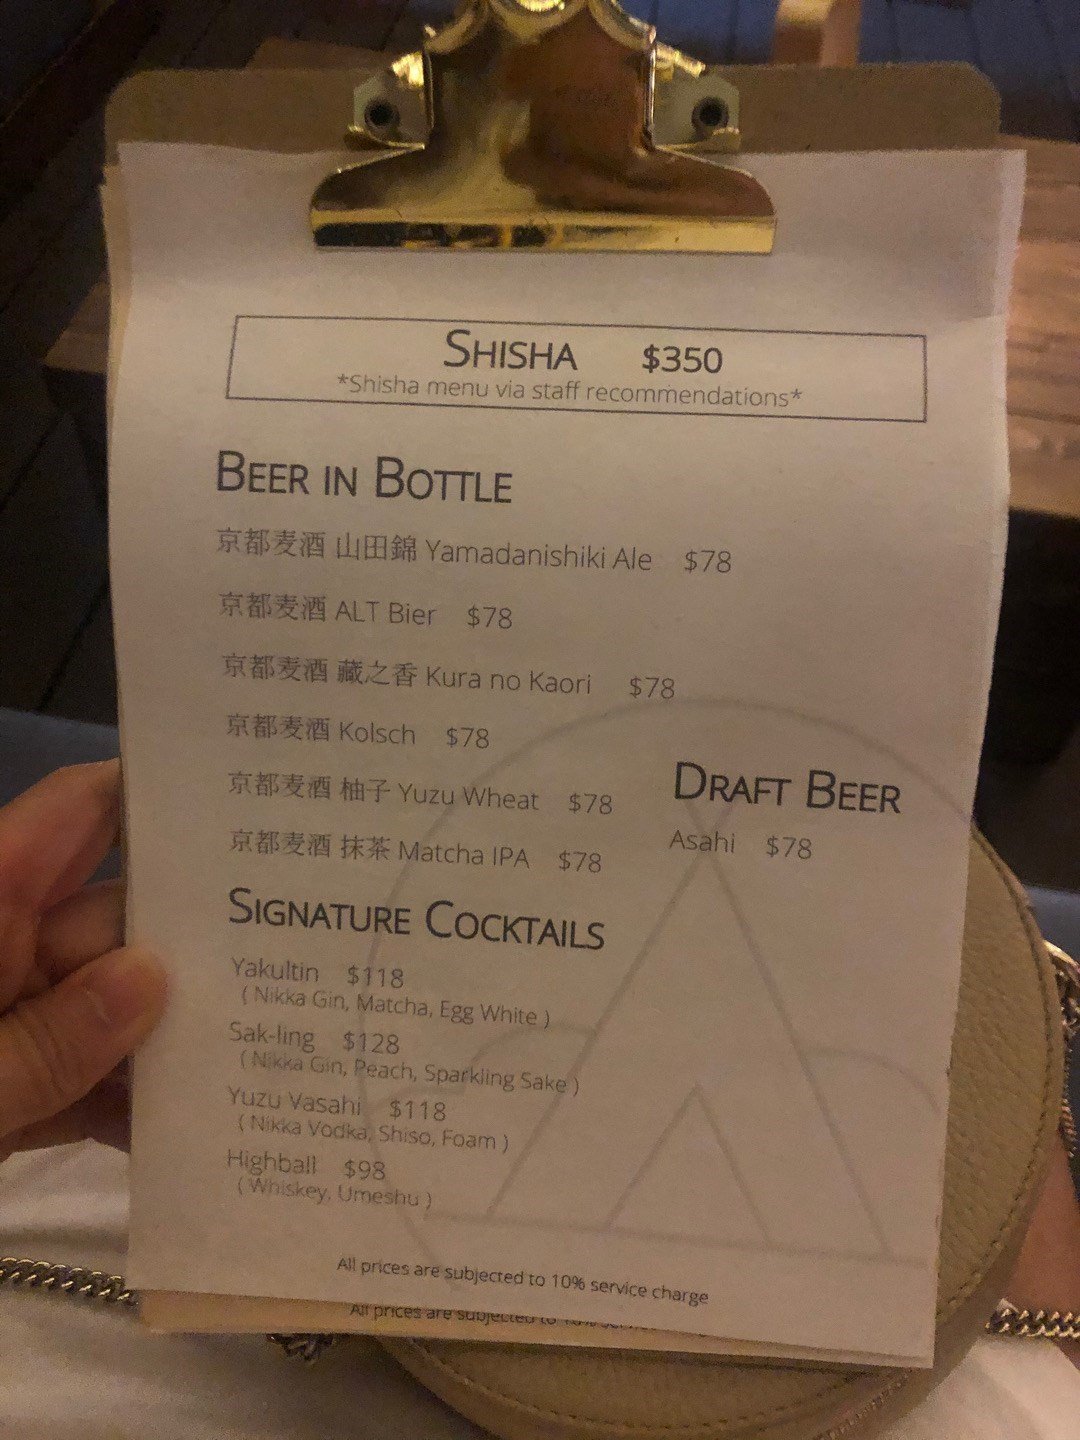 SHISHA $350
*Shisha menu via staff recommendations*
BEER IN BOTTLE
京都麦酒 山田錦 Yamadanishiki Ale $78
京都麦酒 ALT Bier $78
京都麦酒 藏之香 Kura no Kaori $78
京都麦酒 Kolsch $78
京都麦酒 柚子 Yuzu Wheat $78
京都麦酒 抹茶 Matcha IPA $78
DRAFT BEER
Asahi $78
SIGNATURE COCKTAILS
Yakultin $118
( Nikka Gin, Matcha, Egg White )
Sak-ling $128
( Nikka Gin, Peach, Sparkling Sake )
Yuzu Vasahi $118
( Nikka Vodka, Shiso, Foam )
Highball $98
( Whiskey, Umeshu )
All prices are subjected to 10% service charge
All prices are subjected to 10% service